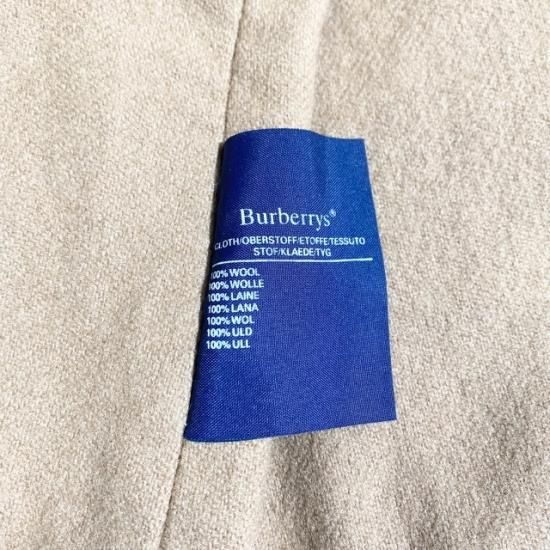 Burberrys®
CLOTH/OBERSTOFF/ETOFFE/TESSUTO
STOF/KLAEDE/TYG
100% WOOL
100% WOLLE
100% LAINE
100% LANA
100% WOL
100% ULD
100% ULL